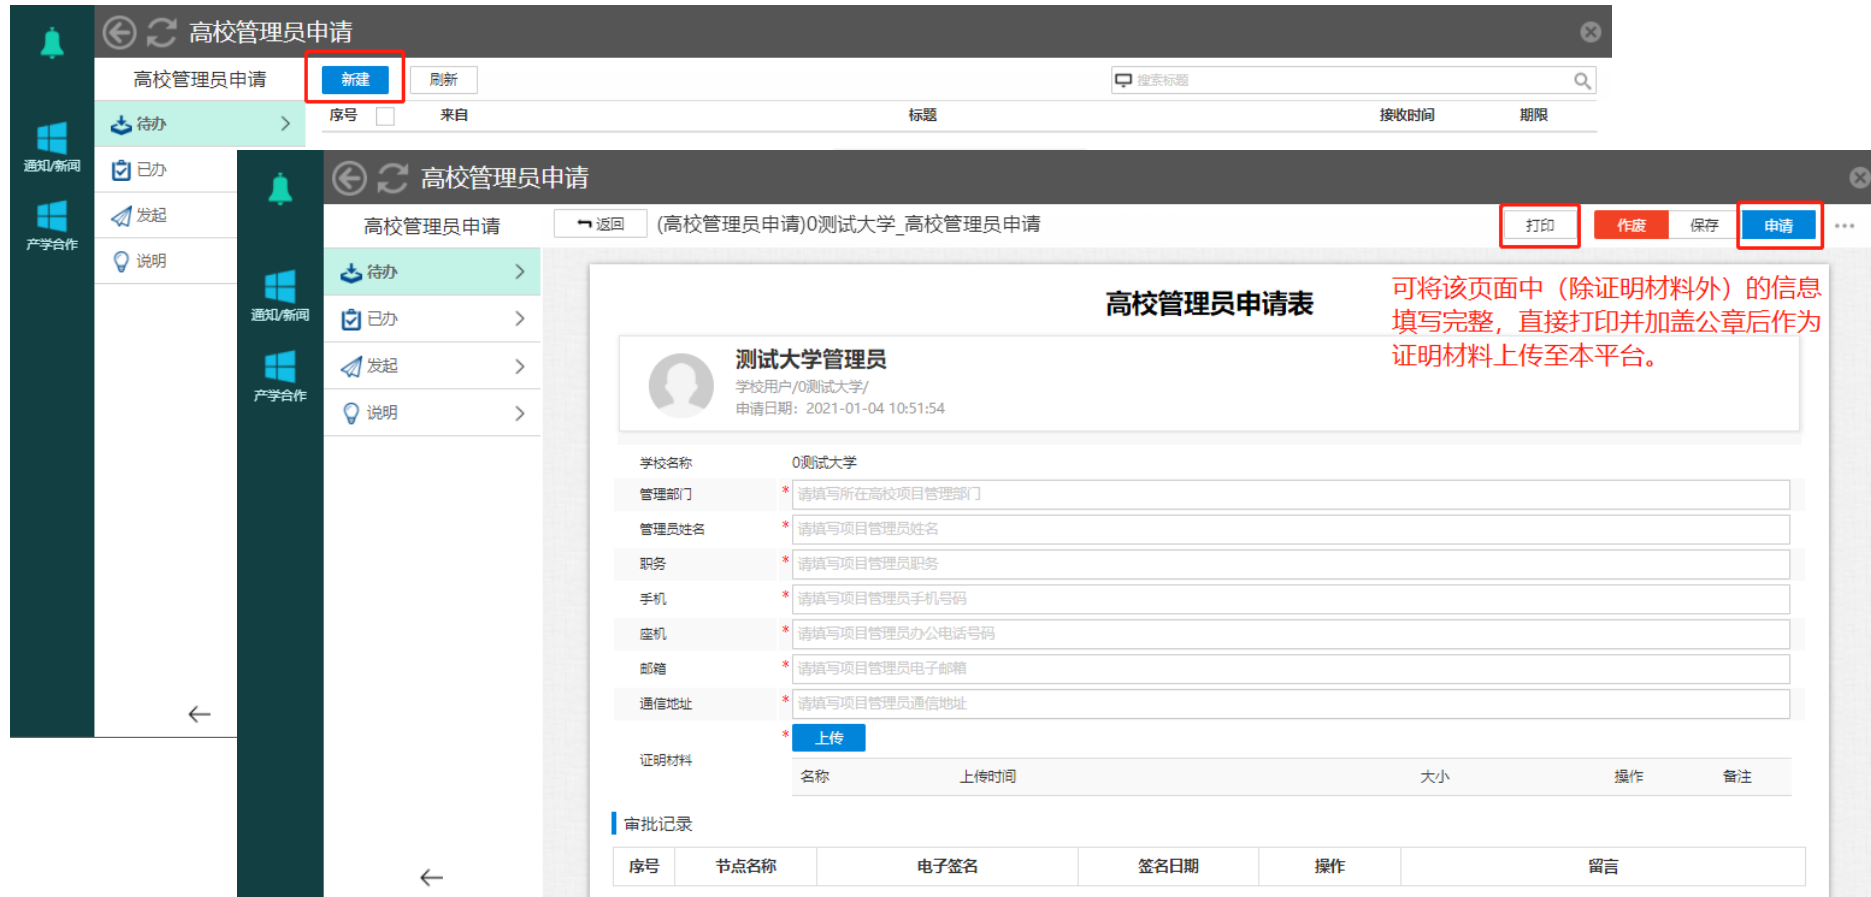 高校管理员申请
高校管理员申请 新建 刷新 搜索标题
序号 来自 标题 接收时间 期限
待办
已办
发起
说明
通知/新闻
产学合作
高校管理员申请
高校管理员申请 返回 (高校管理员申请)0测试大学_高校管理员申请 打印 作废 保存 申请
待办
已办
发起
说明
通知/新闻
产学合作
高校管理员申请表
可将该页面中（除证明材料外）的信息
填写完整，直接打印并加盖公章后作为
证明材料上传至本平台。
测试大学管理员
学校用户/0测试大学/
申请日期：2021-01-04 10:51:54
学校名称 0测试大学
管理部门 * 请填写所在高校项目管理部门
管理员姓名 * 请填写项目管理员姓名
职务 * 请填写项目管理员职务
手机 * 请填写项目管理员手机号码
座机 * 请填写项目管理员办公电话号码
邮箱 * 请填写项目管理员电子邮箱
通信地址 * 请填写项目管理员通信地址
证明材料 * 上传
名称 上传时间 大小 操作 备注
审批记录
序号 节点名称 电子签名 签名日期 操作 留言